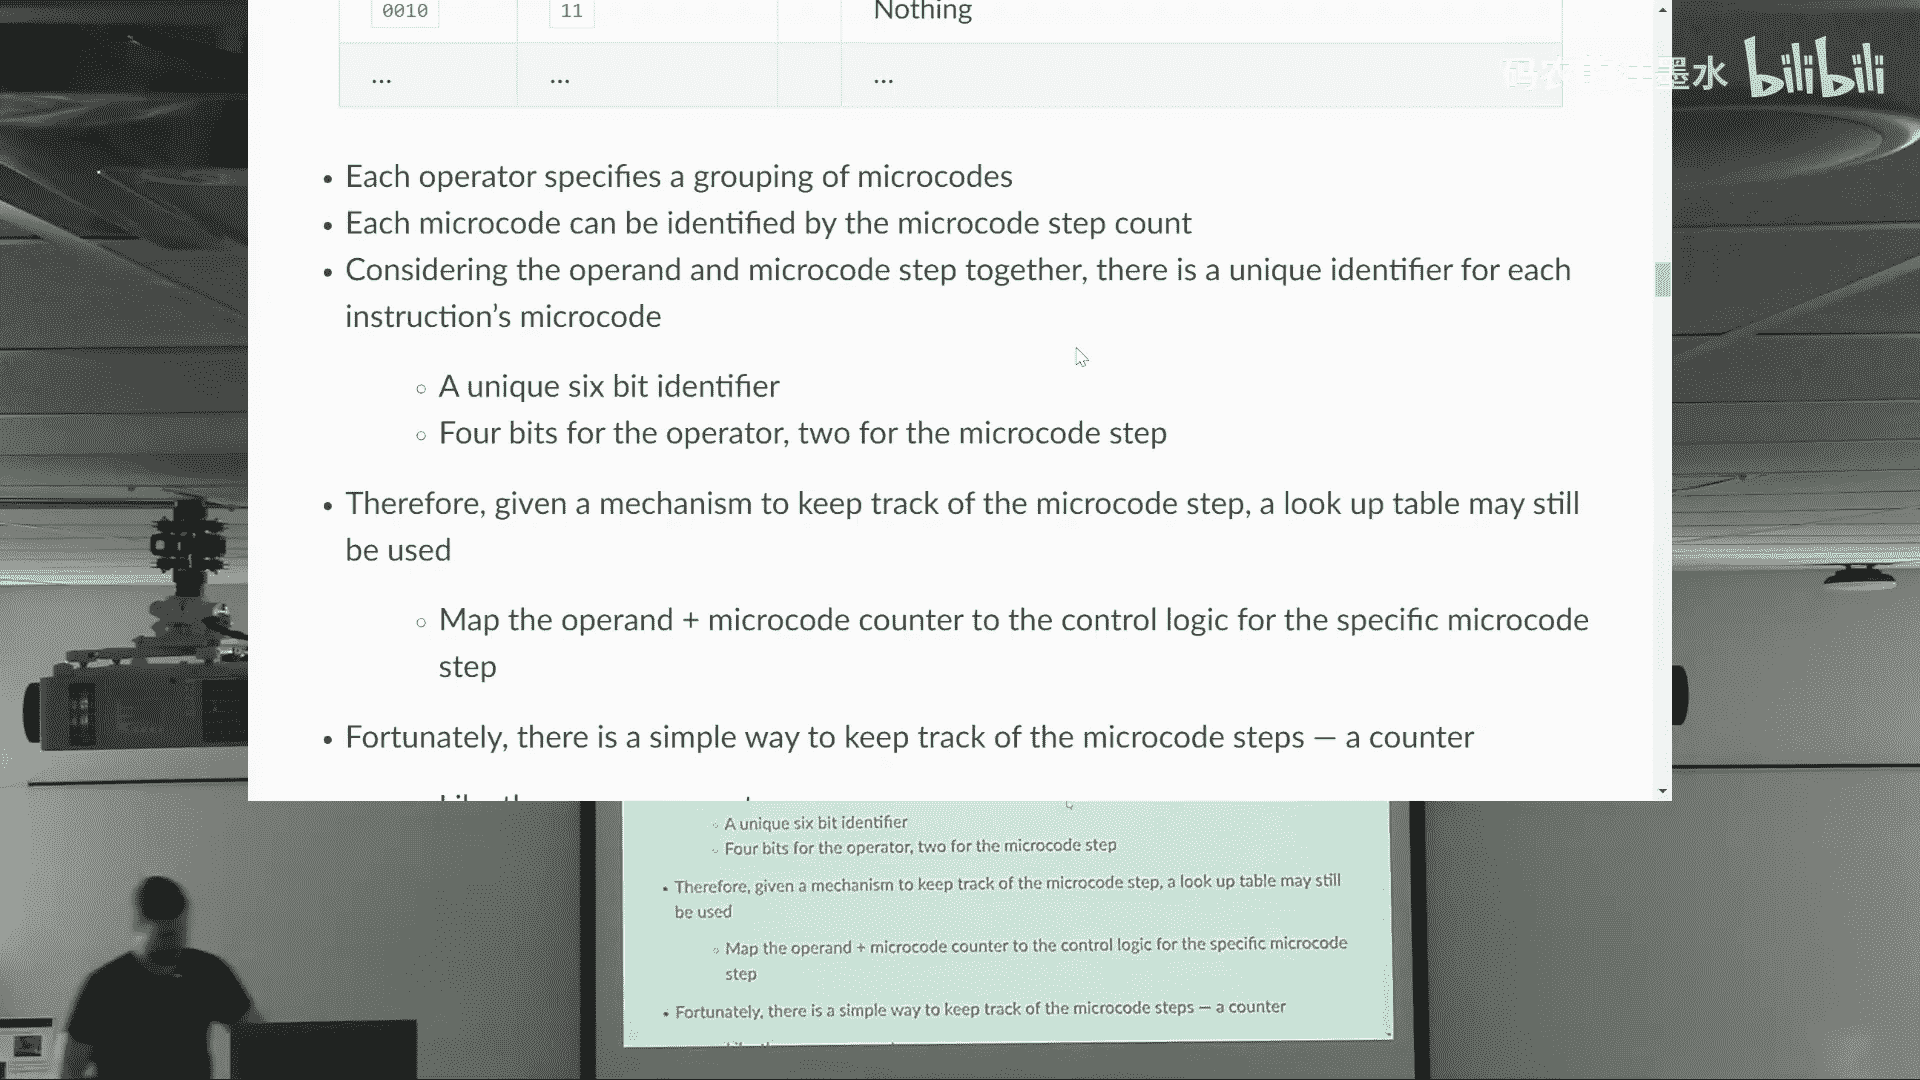 0010 11 Nothing
... ... ...
墨水 bilibili
• Each operator specifies a grouping of microcodes
• Each microcode can be identified by the microcode step count
• Considering the operand and microcode step together, there is a unique identifier for each
instruction’s microcode
◦ A unique six bit identifier
◦ Four bits for the operator, two for the microcode step
• Therefore, given a mechanism to keep track of the microcode step, a look up table may still
be used
◦ Map the operand + microcode counter to the control logic for the specific microcode
step
• Fortunately, there is a simple way to keep track of the microcode steps — a counter
◦ A unique six bit identifier
◦ Four bits for the operator, two for the microcode step
• Therefore, given a mechanism to keep track of the microcode step, a look up table may still
be used
◦ Map the operand + microcode counter to the control logic for the specific microcode
step
• Fortunately, there is a simple way to keep track of the microcode steps — a counter